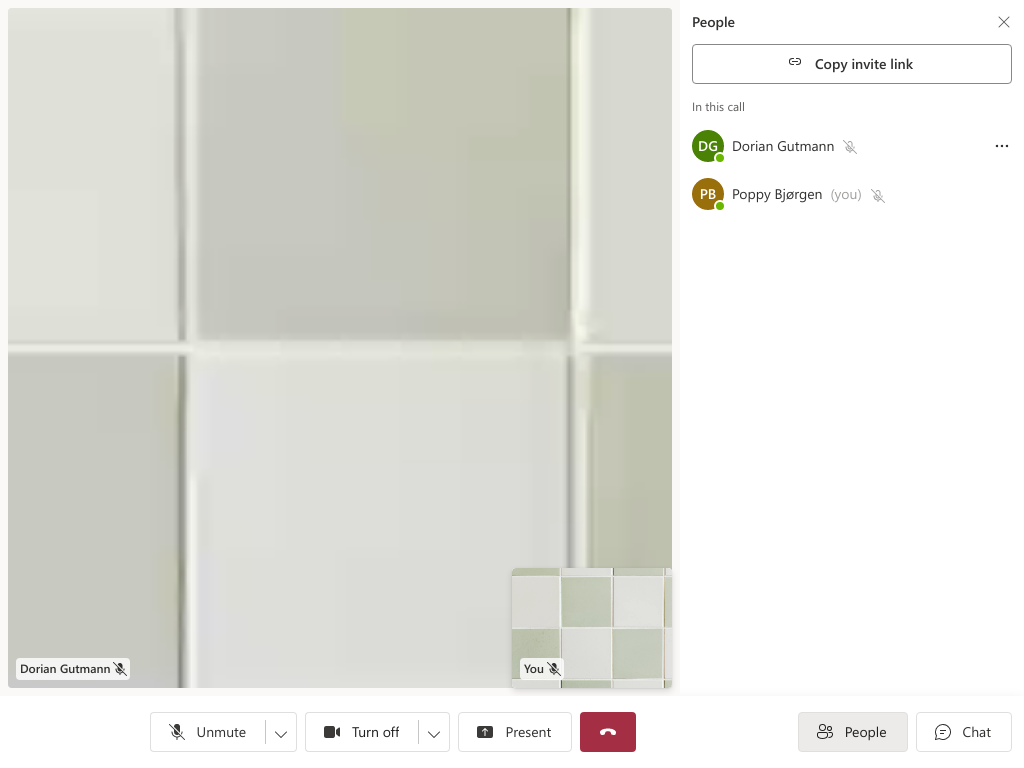 People
Copy invite link
In this call
DG Dorian Gutmann
PB Poppy Bjørgen (you)
Dorian Gutmann
You
Unmute
Turn off
Present
People
Chat